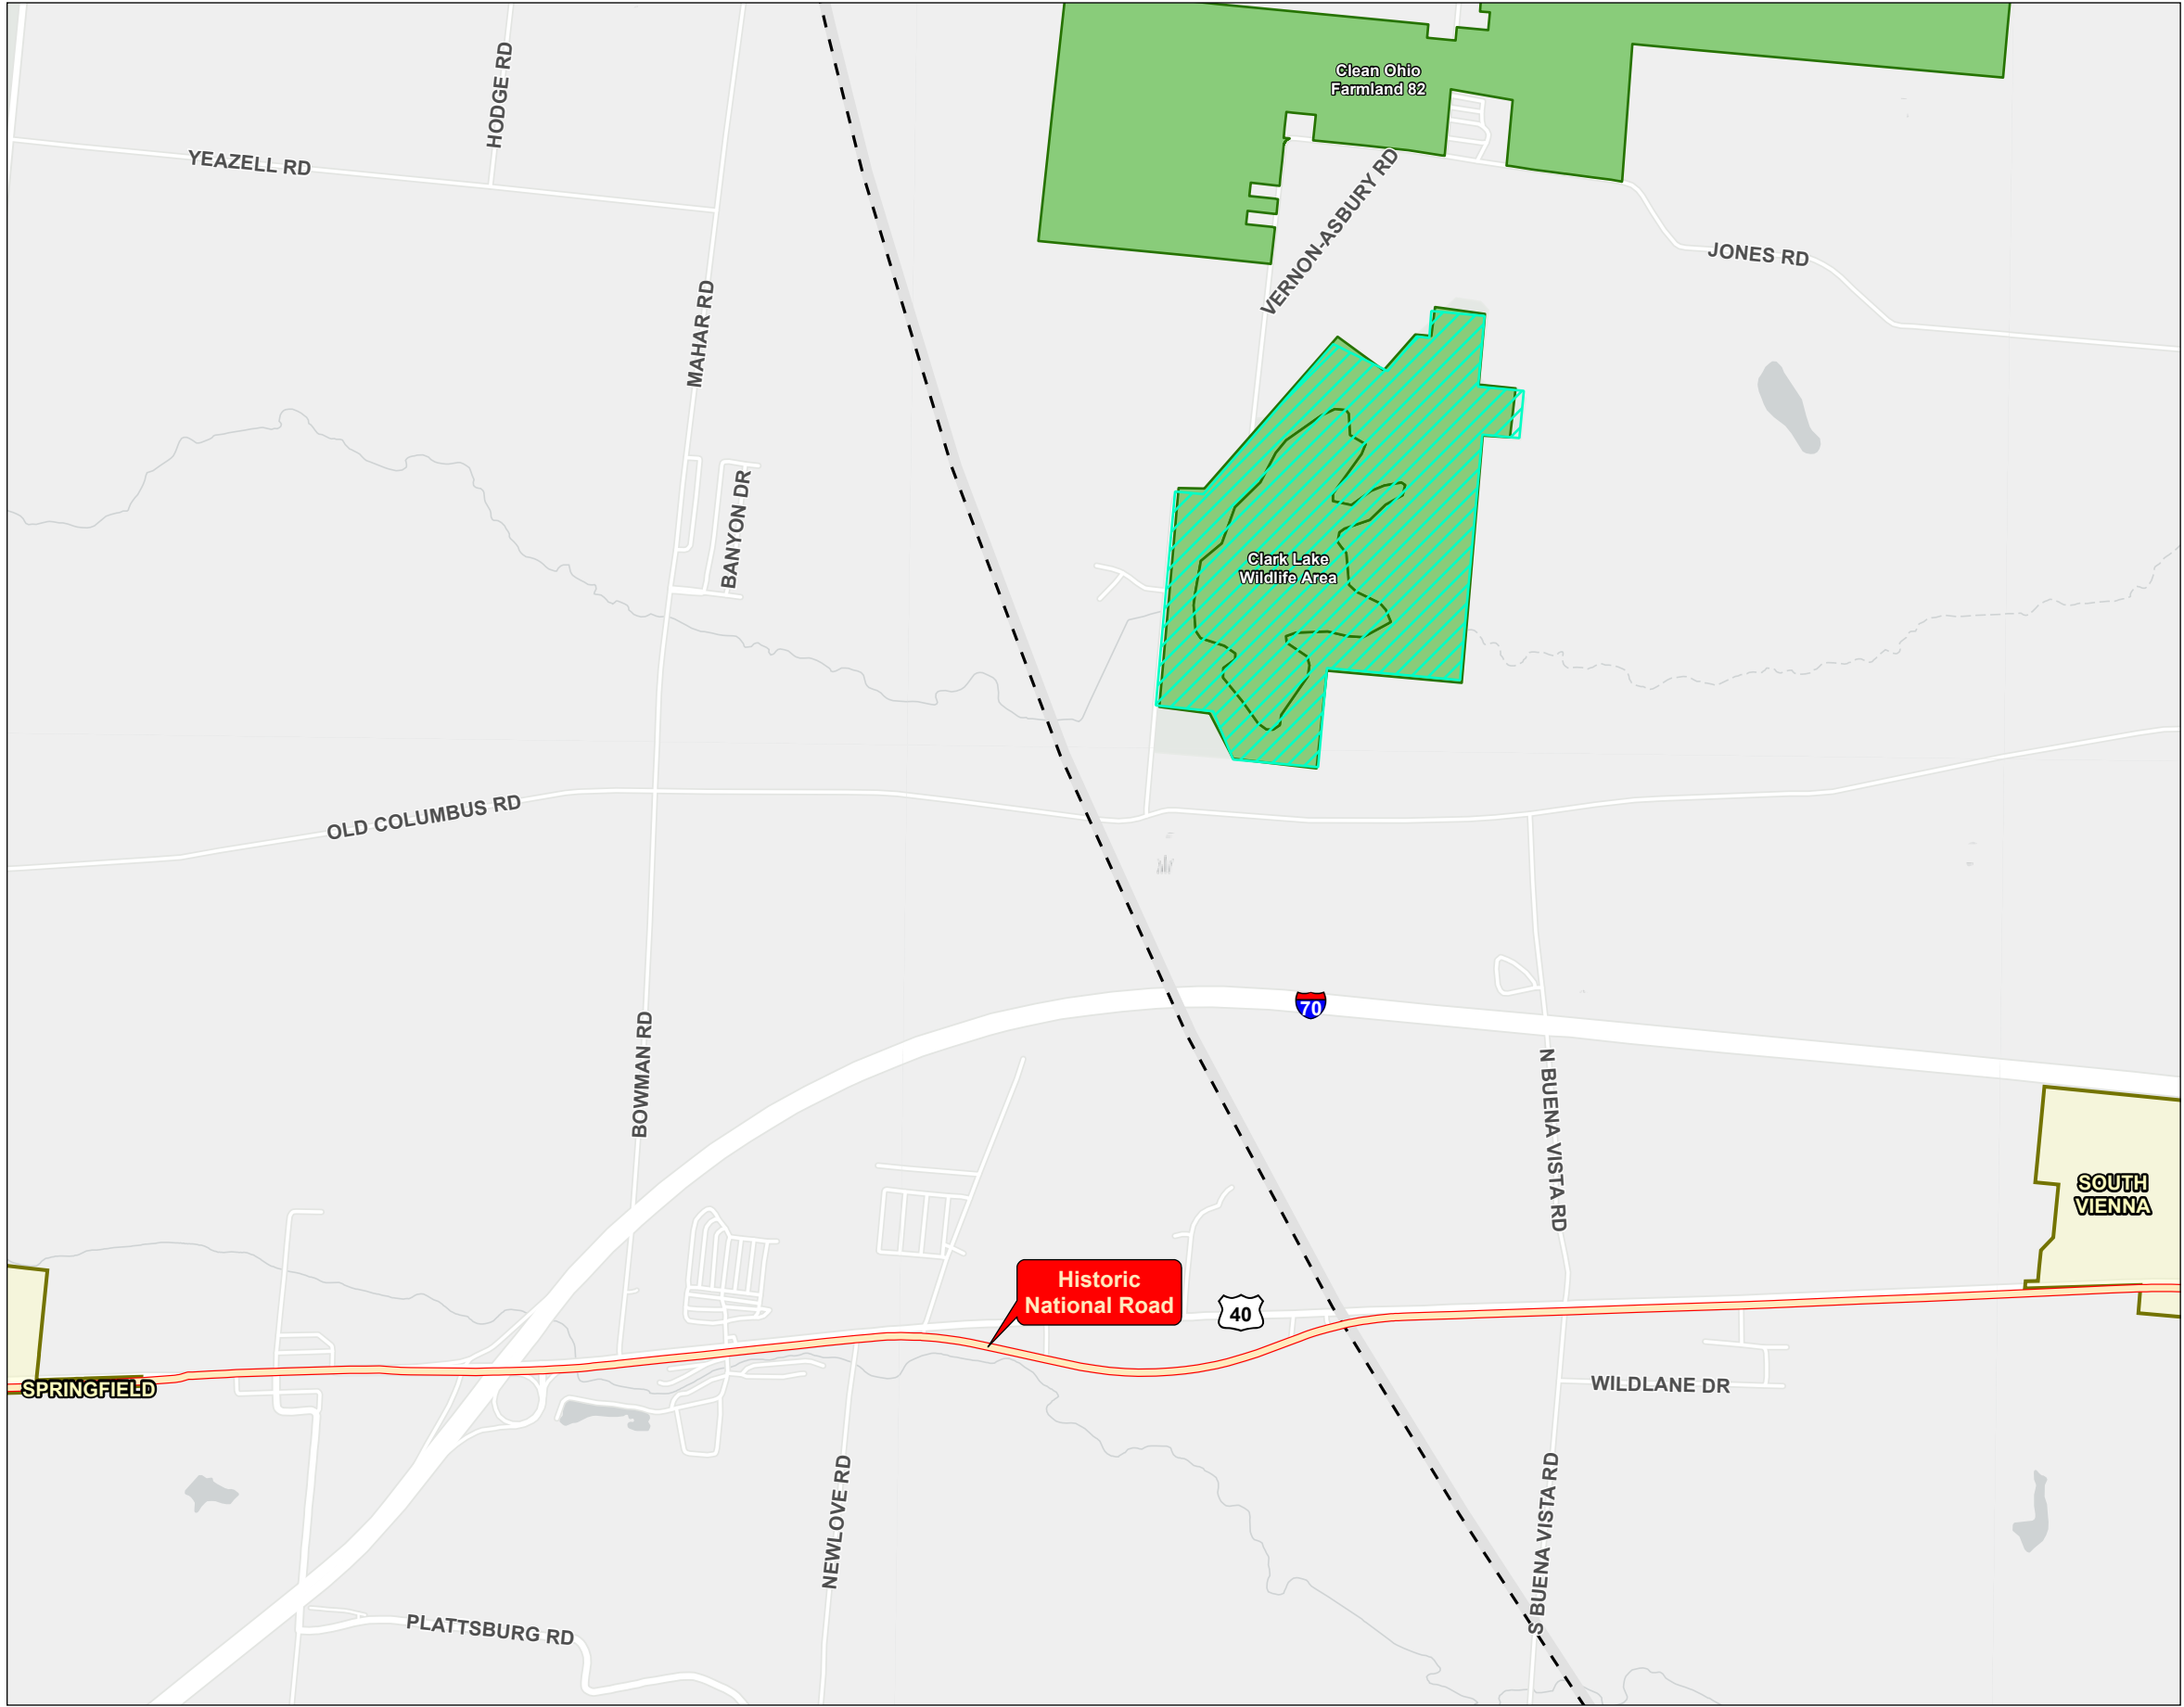 HODGE RD
Clean Ohio
Farmland 82
YEAZELL RD
VERNON-ASBURY RD
JONES RD
MAHAR RD
BANYON DR
Clark Lake
Wildlife Area
OLD COLUMBUS RD
70
BOWMAN RD
N BUENA VISTA RD
SOUTH
VIENNA
Historic
National Road
40
SPRINGFIELD
WILDLANE DR
NEWLOVE RD
S BUENA VISTA RD
PLATTSBURG RD